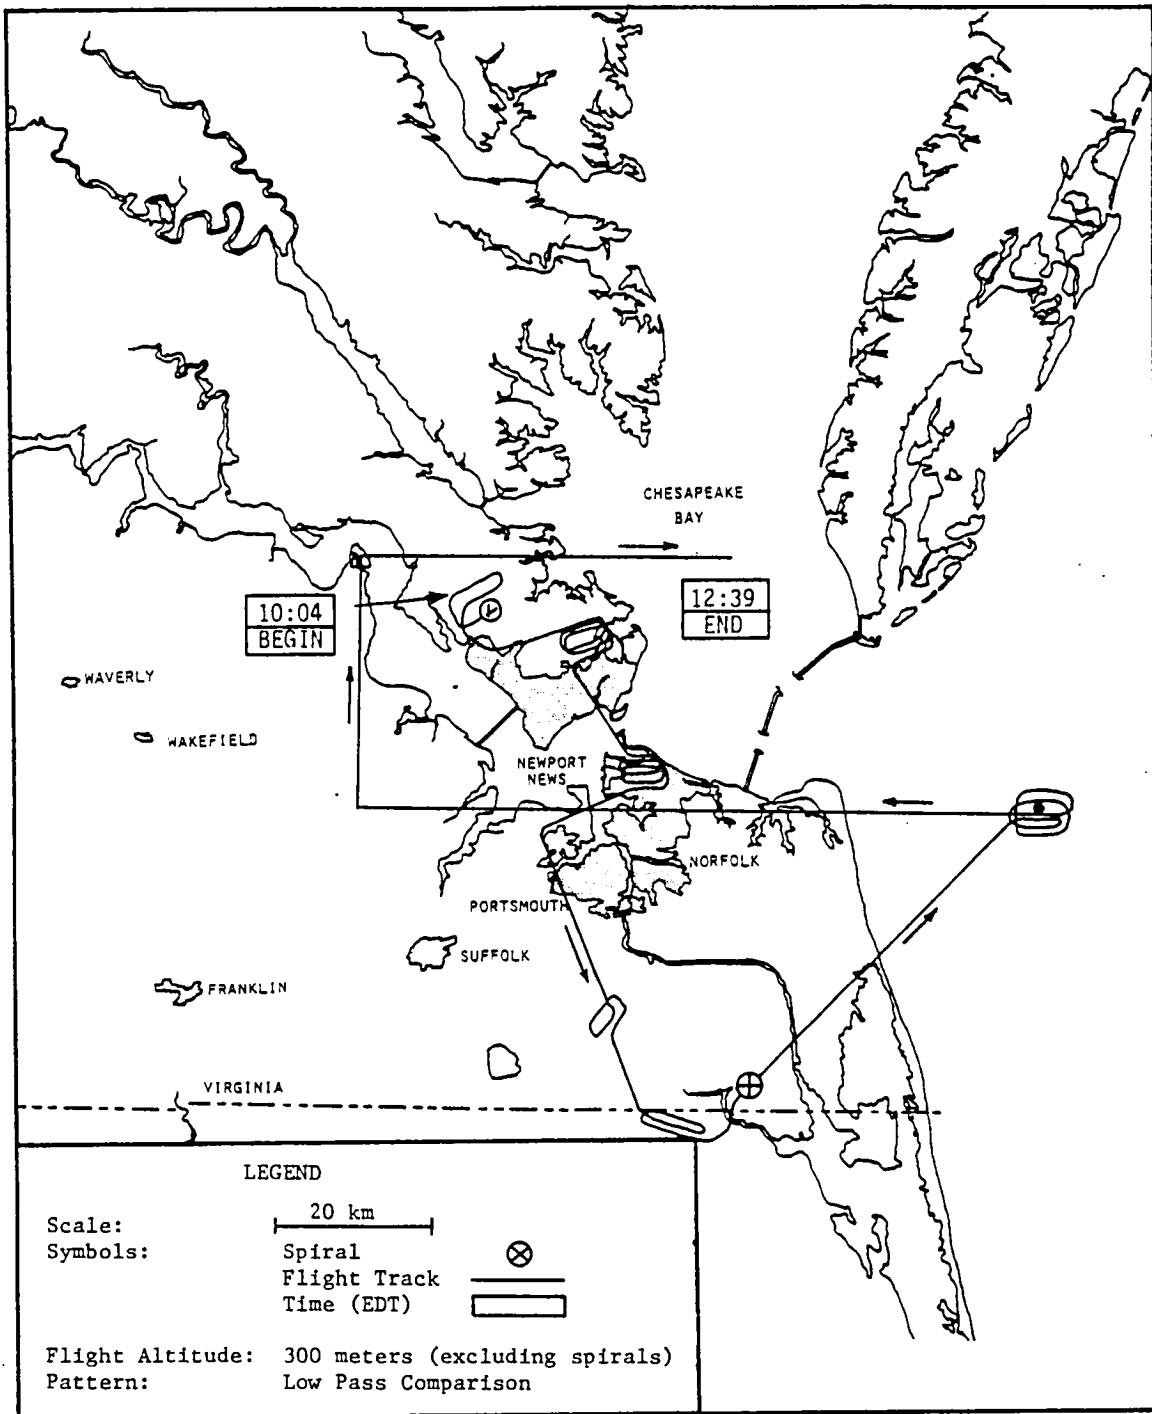 CHESAPEAKE
BAY
10:04
BEGIN
12:39
END
WAVERLY
WAKEFIELD
NEWPORT
NEWS
NORFOLK
PORTSMOUTH
SUFFOLK
FRANKLIN
VIRGINIA
LEGEND
Scale: 20 km
Symbols: Spiral
Flight Track
Time (EDT)
Flight Altitude: 300 meters (excluding spirals)
Pattern: Low Pass Comparison